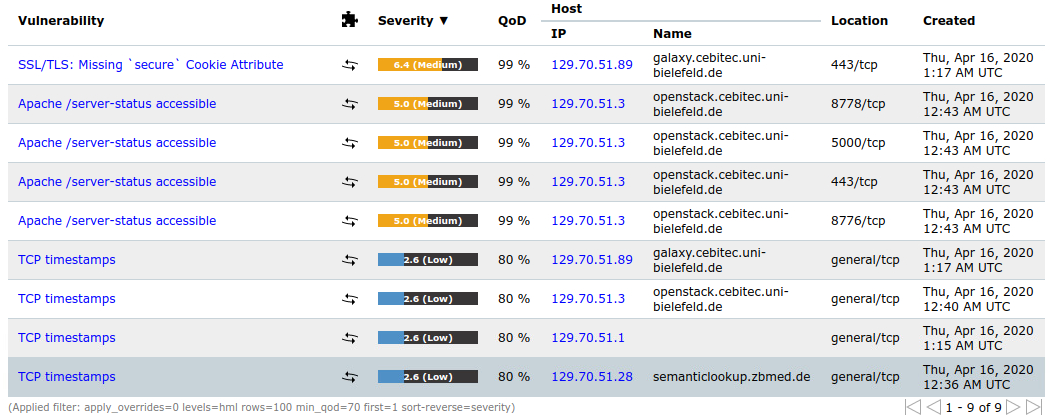 Vulnerability Severity ▼ QoD Host Location Created
IP Name
SSL/TLS: Missing `secure` Cookie Attribute 6.4 (Medium) 99 % 129.70.51.89 galaxy.cebitec.uni- 443/tcp Thu, Apr 16, 2020
bielefeld.de 1:17 AM UTC
Apache /server-status accessible 5.0 (Medium) 99 % 129.70.51.3 openstack.cebitec.uni- 8778/tcp Thu, Apr 16, 2020
bielefeld.de 12:43 AM UTC
Apache /server-status accessible 5.0 (Medium) 99 % 129.70.51.3 openstack.cebitec.uni- 5000/tcp Thu, Apr 16, 2020
bielefeld.de 12:43 AM UTC
Apache /server-status accessible 5.0 (Medium) 99 % 129.70.51.3 openstack.cebitec.uni- 443/tcp Thu, Apr 16, 2020
bielefeld.de 12:43 AM UTC
Apache /server-status accessible 5.0 (Medium) 99 % 129.70.51.3 openstack.cebitec.uni- 8776/tcp Thu, Apr 16, 2020
bielefeld.de 12:43 AM UTC
TCP timestamps 2.6 (Low) 80 % 129.70.51.89 galaxy.cebitec.uni- general/tcp Thu, Apr 16, 2020
bielefeld.de 1:17 AM UTC
TCP timestamps 2.6 (Low) 80 % 129.70.51.3 openstack.cebitec.uni- general/tcp Thu, Apr 16, 2020
bielefeld.de 12:40 AM UTC
TCP timestamps 2.6 (Low) 80 % 129.70.51.1 general/tcp Thu, Apr 16, 2020
1:15 AM UTC
TCP timestamps 2.6 (Low) 80 % 129.70.51.28 semanticlookup.zbmed.de general/tcp Thu, Apr 16, 2020
12:36 AM UTC
(Applied filter: apply_overrides=0 levels=hml rows=100 min_qod=70 first=1 sort-reverse=severity) 1 - 9 of 9